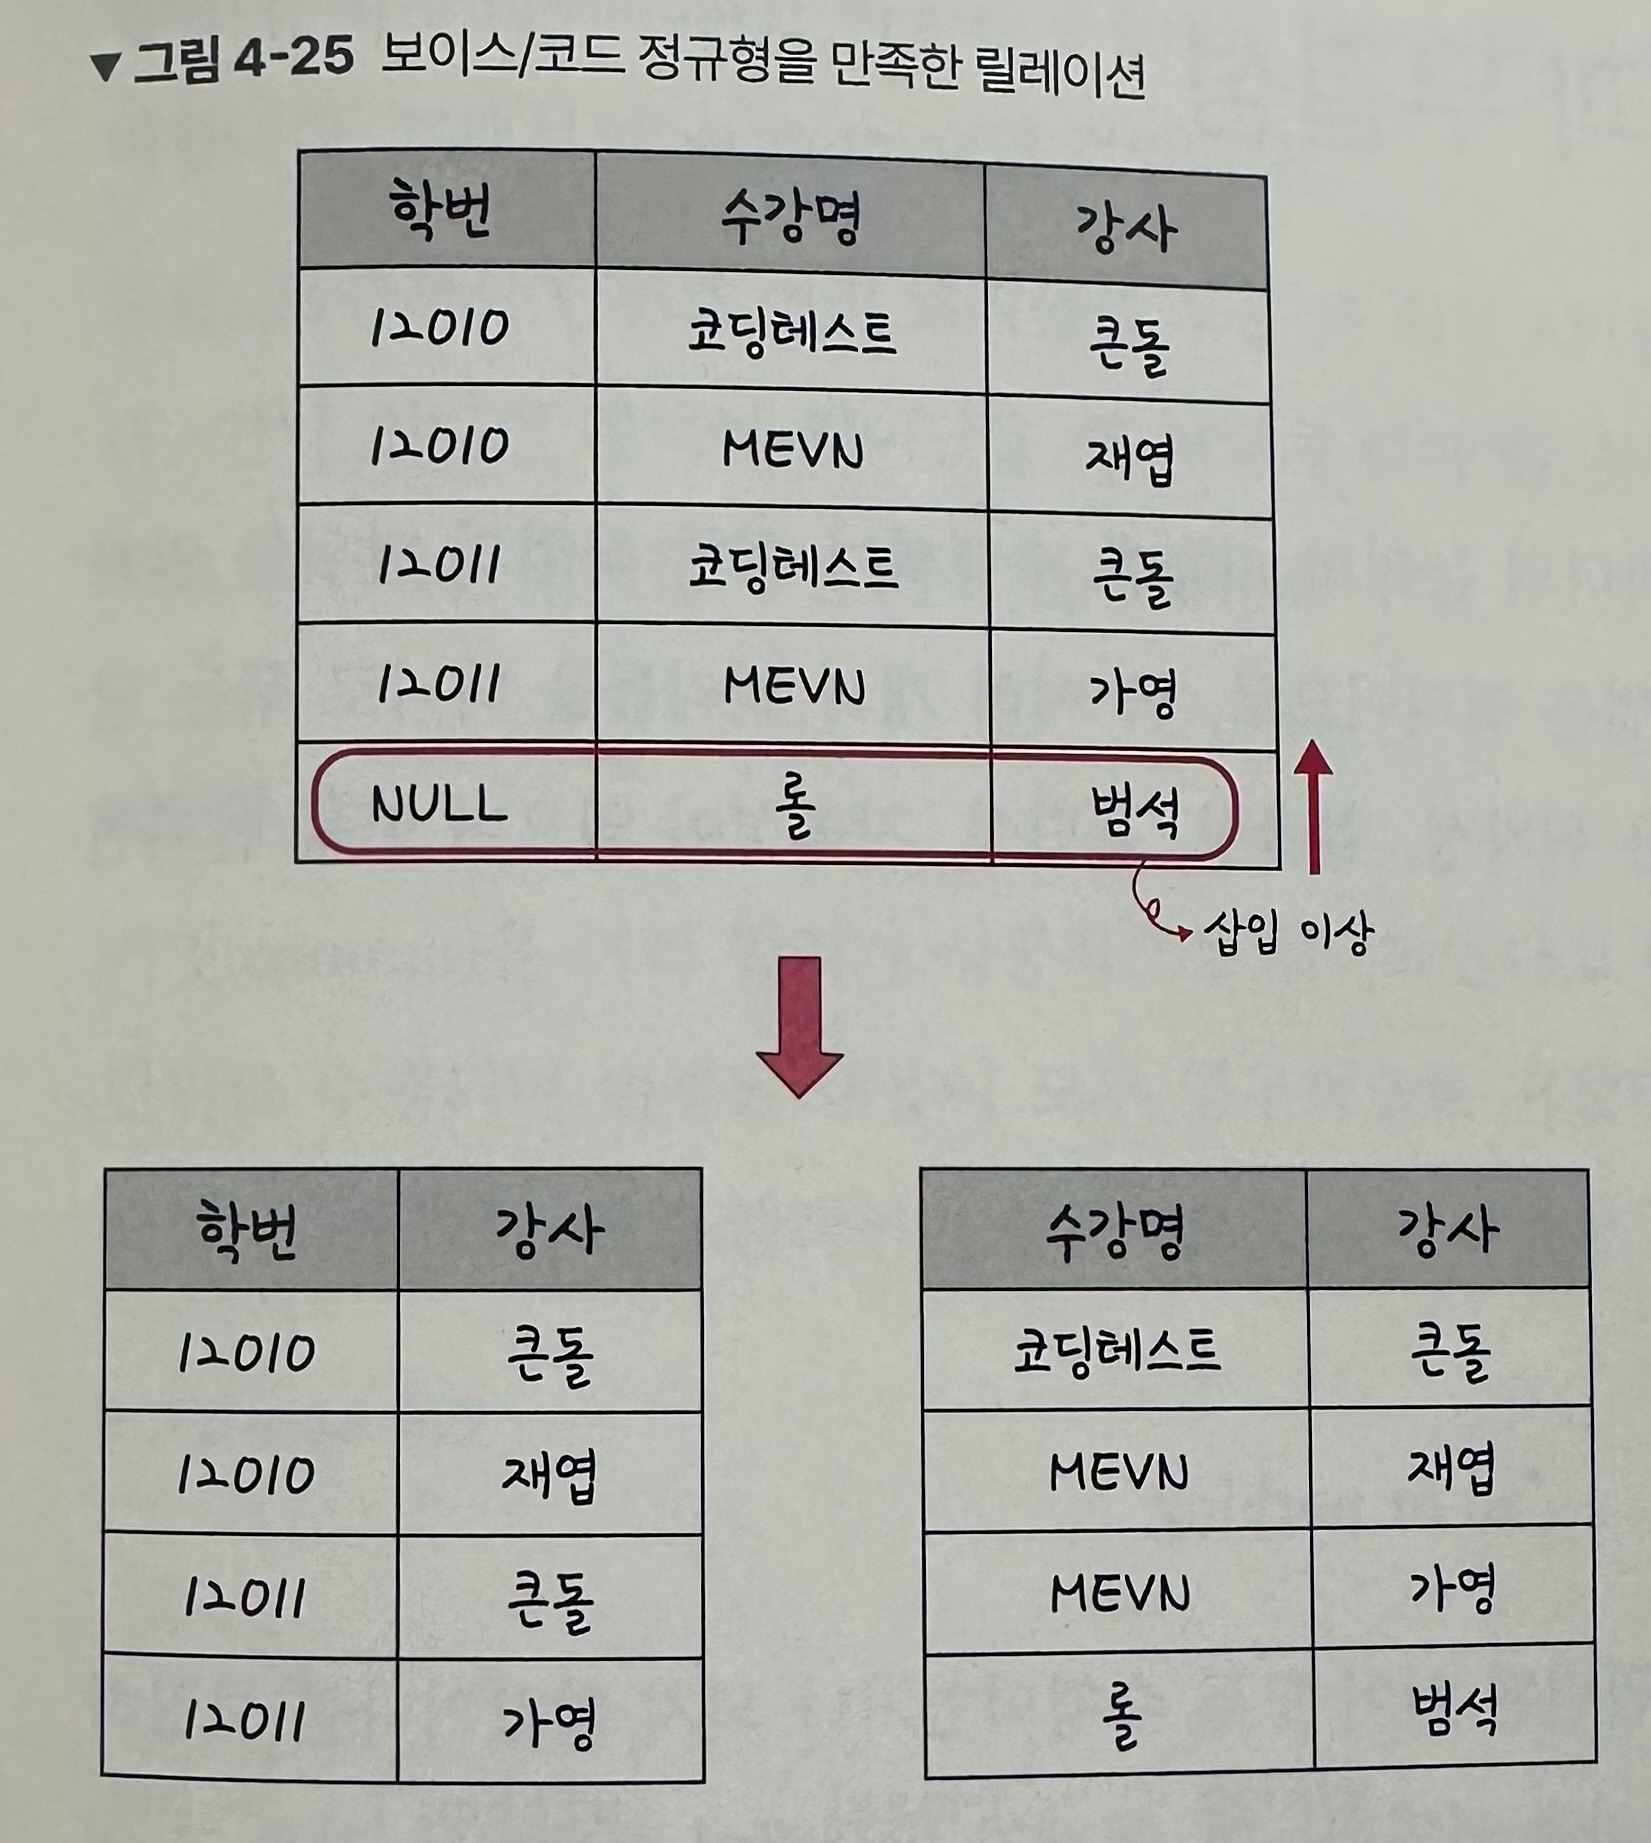 ▼ 그림 4-25 보이스/코드 정규형을 만족한 릴레이션
학번 수강명 강사
12010 코딩테스트 큰돌
12010 MEVN 재엽
12011 코딩테스트 큰돌
12011 MEVN 가영
NULL 롤 범석
삽입 이상
학번 강사
12010 큰돌
12010 재엽
12011 큰돌
12011 가영
수강명 강사
코딩테스트 큰돌
MEVN 재엽
MEVN 가영
롤 범석